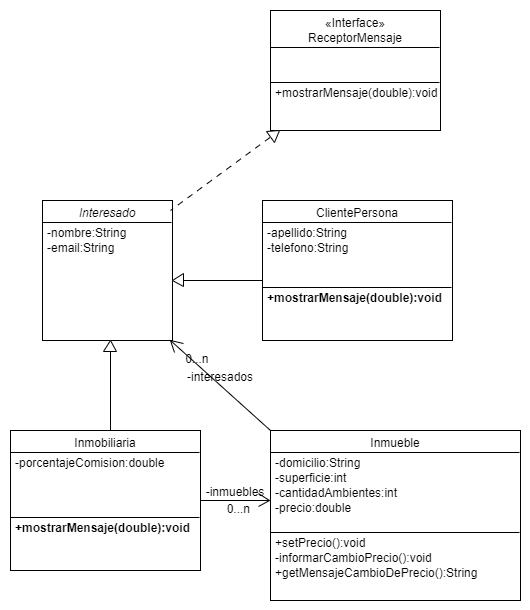 «Interface»
ReceptorMensaje
+mostrarMensaje(double):void
Interesado
-nombre:String
-email:String
ClientePersona
-apellido:String
-telefono:String
+mostrarMensaje(double):void
0...n
-interesados
Inmobiliaria
-porcentajeComision:double
+mostrarMensaje(double):void
-inmuebles
0...n
Inmueble
-domicilio:String
-superficie:int
-cantidadAmbientes:int
-precio:double
+setPrecio():void
-informarCambioPrecio():void
+getMensajeCambioDePrecio():String